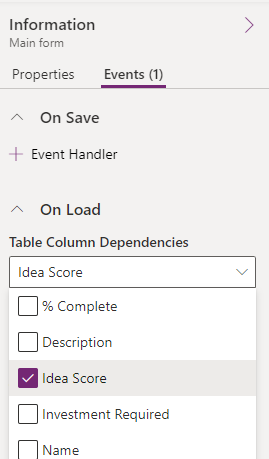 Information
Main form
Properties
Events (1)
On Save
Event Handler
On Load
Table Column Dependencies
Idea Score
% Complete
Description
Idea Score
Investment Required
Name